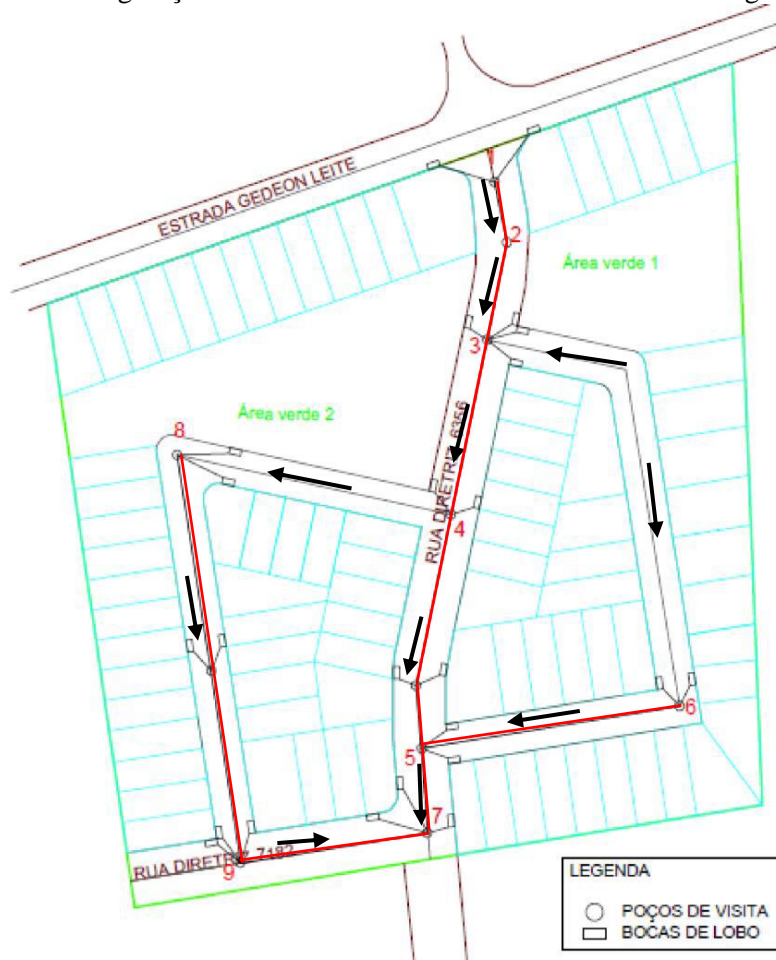 ESTRADA GEDEON LEITE
1
2
Área verde 1
3
Área verde 2
RUA DIRETRIZ 6356
8
4
6
5
7
RUA DIRETRIZ 7182
9
LEGENDA
POÇOS DE VISITA
BOCAS DE LOBO